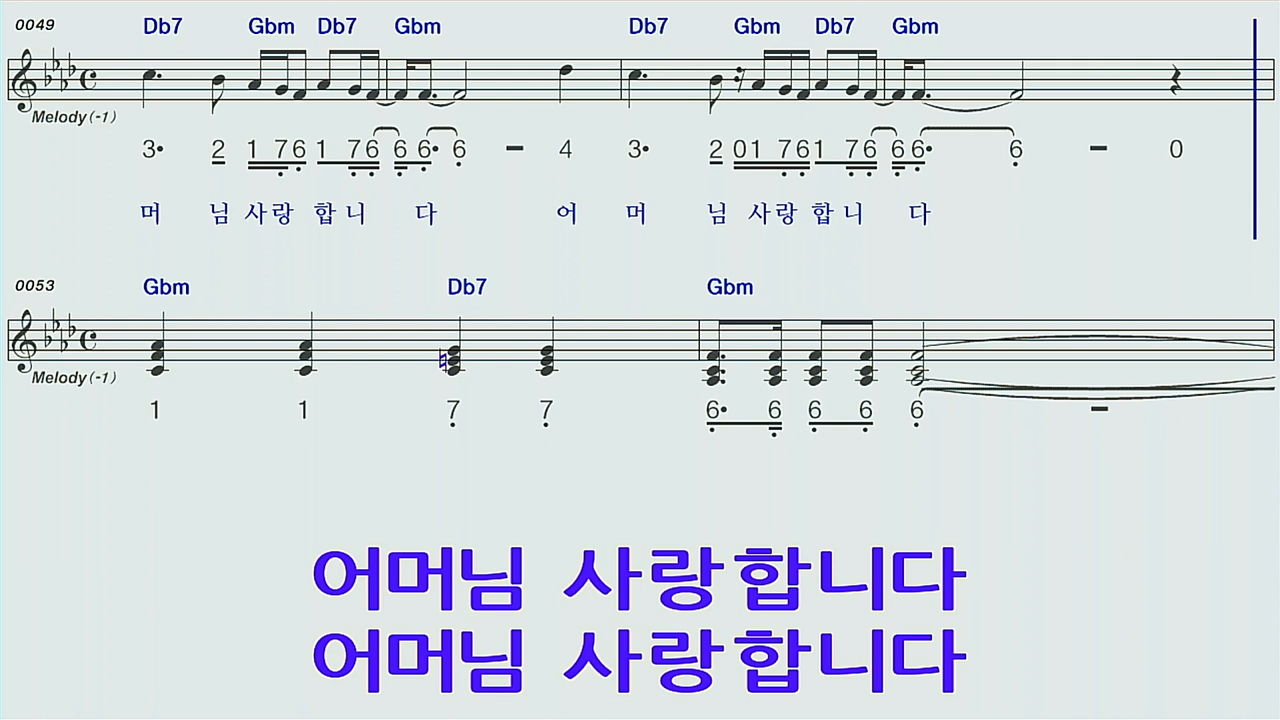 0049 Db7 Gbm Db7 Gbm Db7 Gbm Db7 Gbm
Melody(-1)
3• 2 1 7 6 1 7 6 6 6• 6 – 4 3• 2 0 1 7 6 1 7 6 6 6• 6 – 0
머 님 사 랑 합 니 다 어 머 님 사 랑 합 니 다
0053 Gbm Db7 Gbm
Melody(-1)
1 1 7 7 6• 6 6 6 6 –
어머님 사랑합니다
어머님 사랑합니다